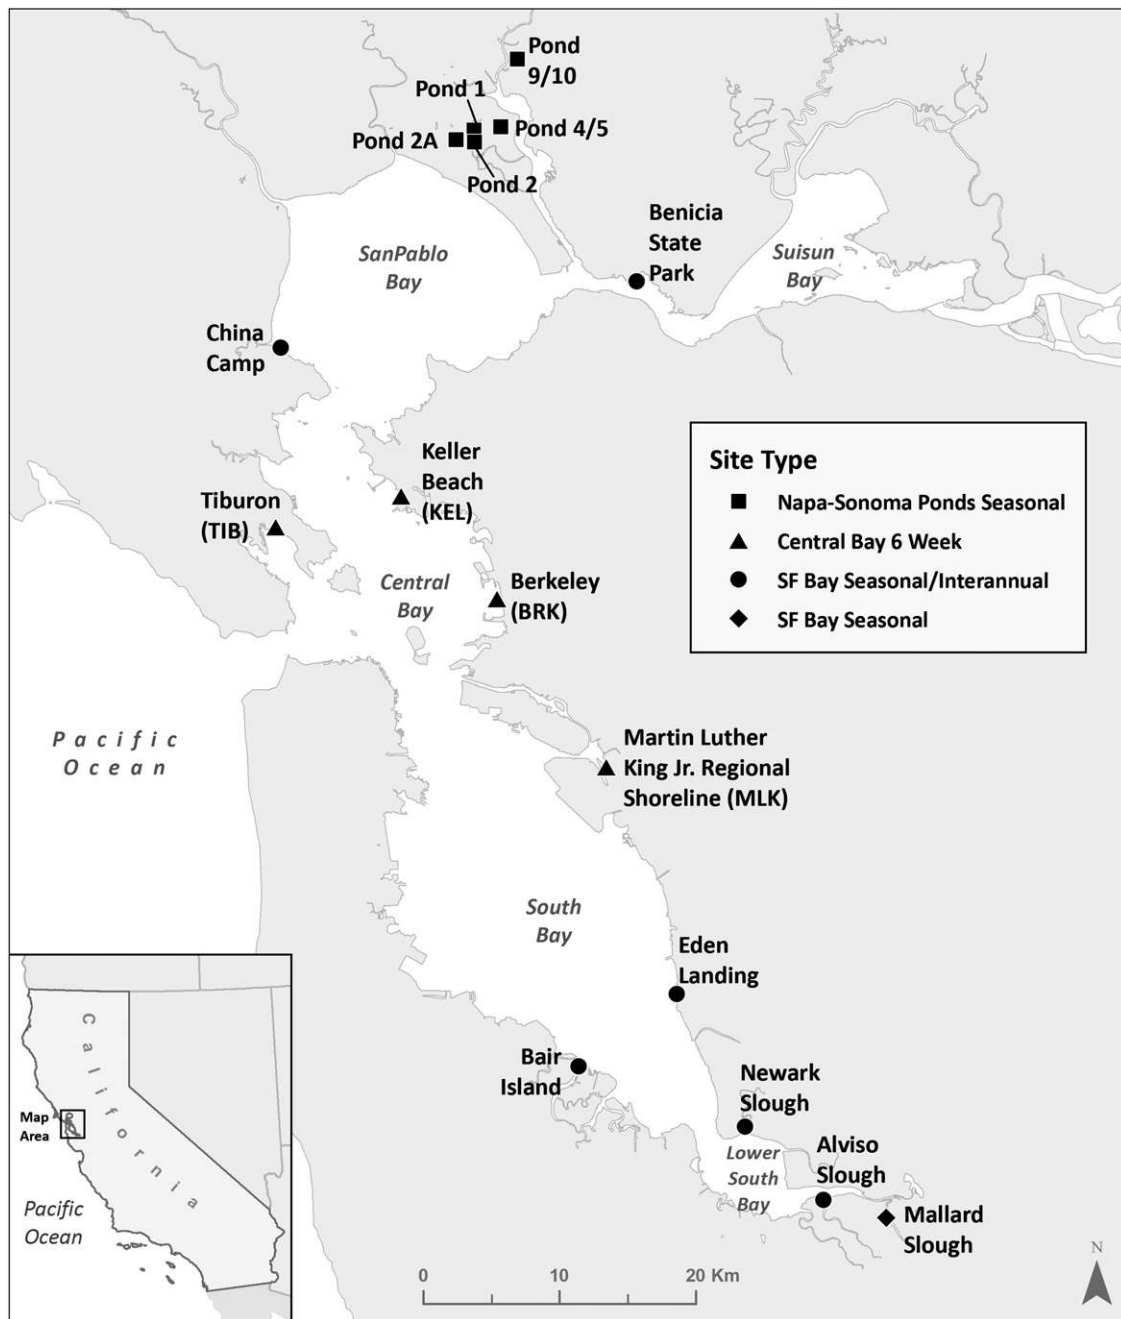 Pond
9/10
Pond 1
Pond 4/5
Pond 2A
Pond 2
Benicia
State
Park
SanPablo
Bay
Suisun
Bay
China
Camp
Keller
Beach
(KEL)
Tiburon
(TIB)
Central
Bay
Berkeley
(BRK)
Site Type
Napa-Sonoma Ponds Seasonal
Central Bay 6 Week
SF Bay Seasonal/Interannual
SF Bay Seasonal
Pacific
Ocean
Martin Luther
King Jr. Regional
Shoreline (MLK)
South
Bay
Eden
Landing
Bair
Island
Newark
Slough
Alviso
Slough
Lower
South
Bay
Mallard
Slough
California
Map
Area
Pacific
Ocean
0 10 20 Km
N